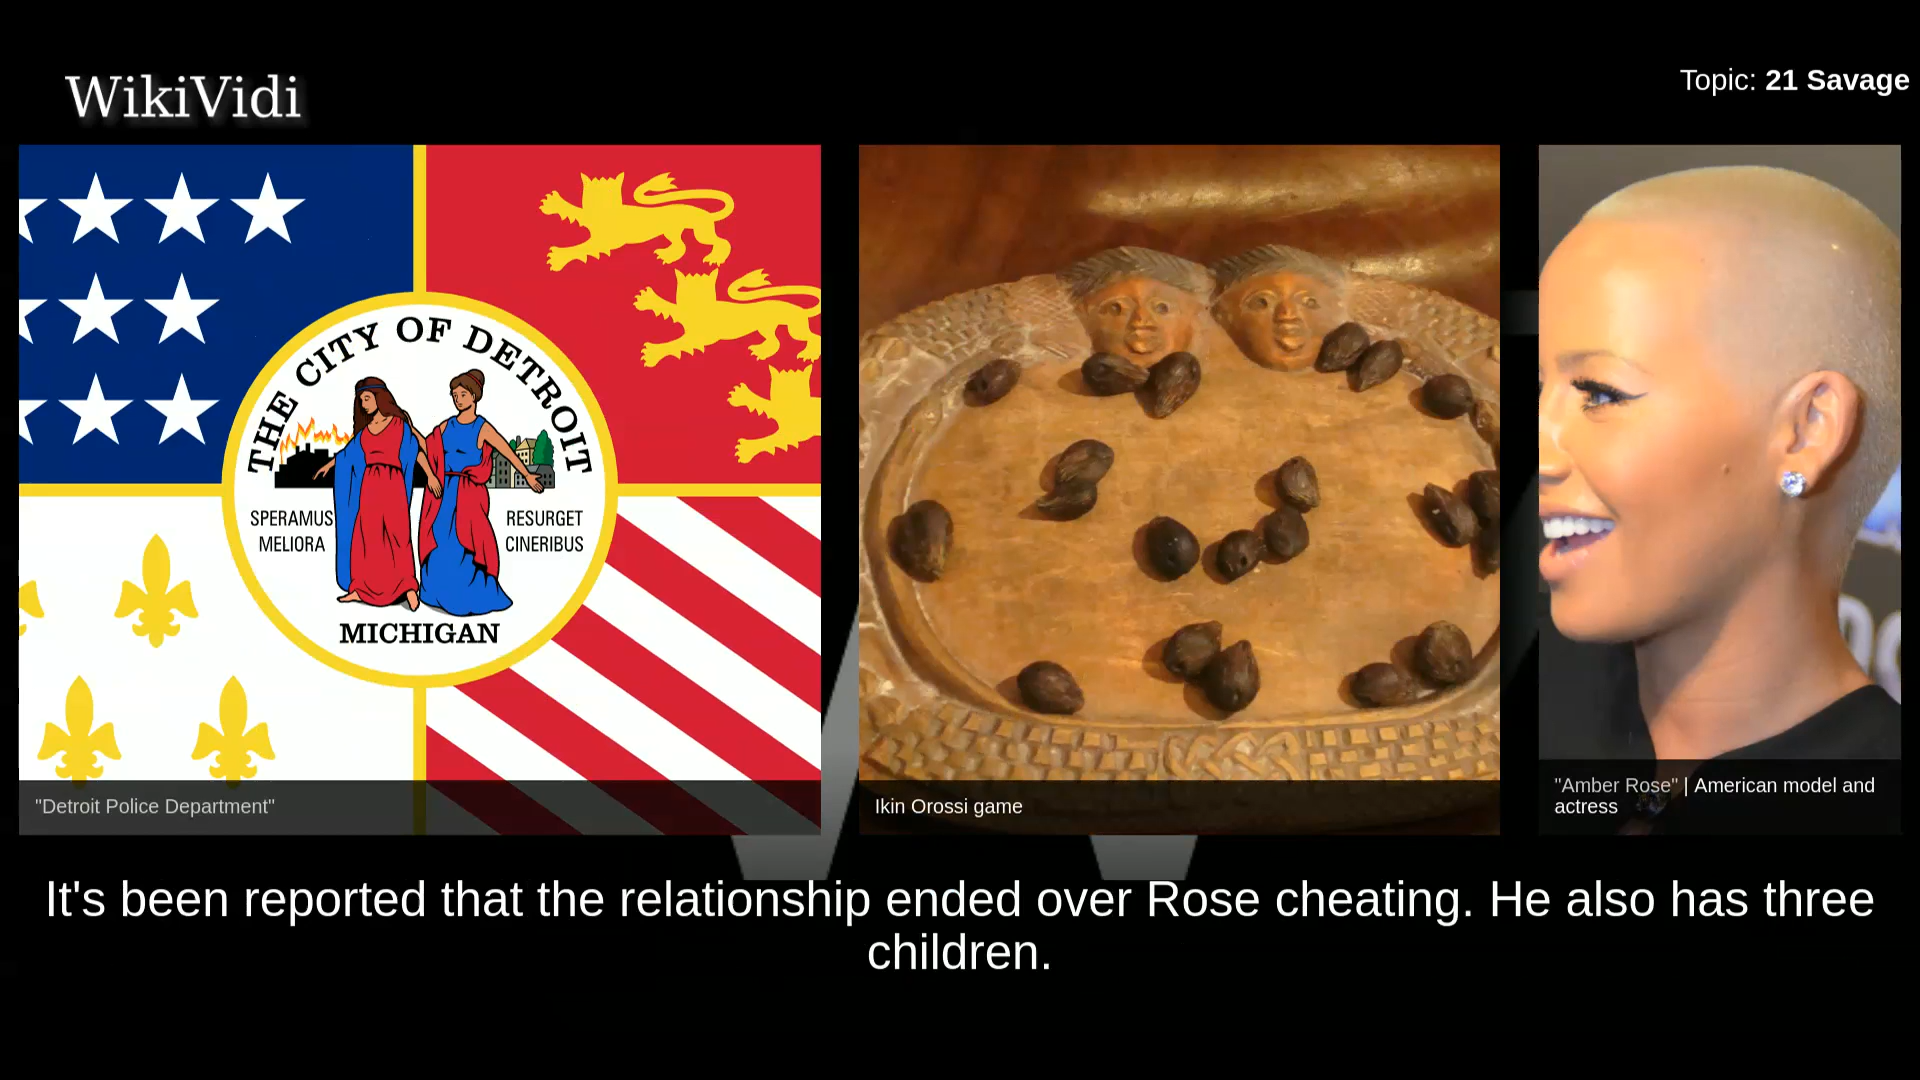 WikiVidi
Topic: 21 Savage
THE CITY OF DETROIT
SPERAMUS
MELIORA
RESURGET
CINERIBUS
MICHIGAN
"Detroit Police Department"
Ikin Orossi game
"Amber Rose" | American model and
actress
It's been reported that the relationship ended over Rose cheating. He also has three
children.